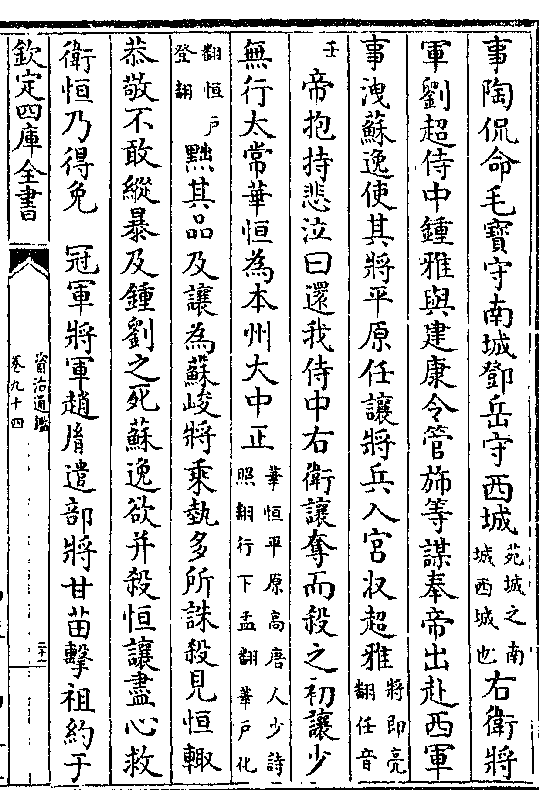 事陶侃命毛寶守南城鄧岳守西城苑城之南城西城也右衛將
軍劉超侍中鍾雅與建康令管斾等謀奉帝出赴西軍
事洩蘇逸使其將平原任讓將兵入宮收超雅將即亮翻任音
壬帝抱持悲泣曰還我侍中右衛讓奪而殺之初讓少
無行太常華恒為本州大中正華恒平原高唐人少詩照翻行下孟翻華戶化
翻恒戶登翻黜其品及讓為蘇峻將乘執多所誅殺見恒輙
恭敬不敢縱暴及鍾劉之死蘇逸欲并殺恒讓盡心救
衛恒乃得免 冠軍將軍趙𦙍遣部將甘苗擊祖約于
欽定四庫全書
資治通鑑
卷九十四